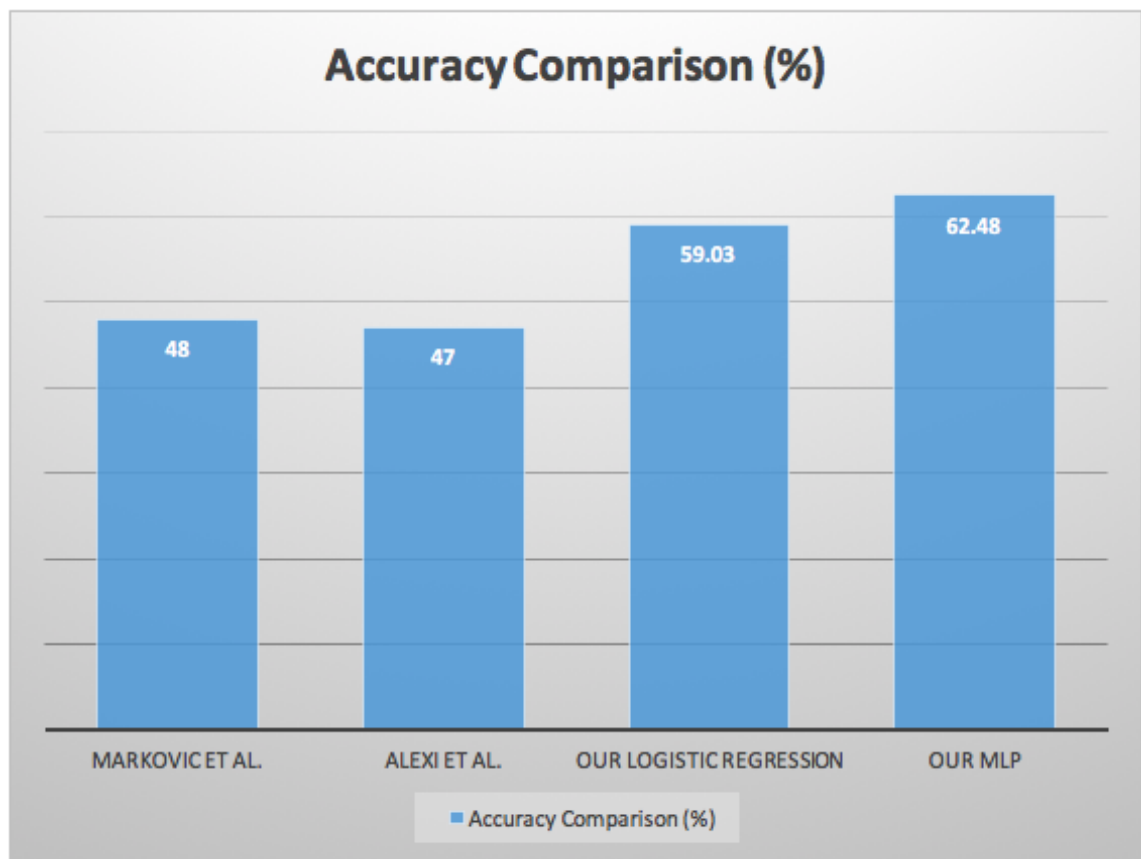 Accuracy Comparison (%)
48
47
59.03
62.48
MARKOVIC ET AL.
ALEXI ET AL.
OUR LOGISTIC REGRESSION
OUR MLP
Accuracy Comparison (%)